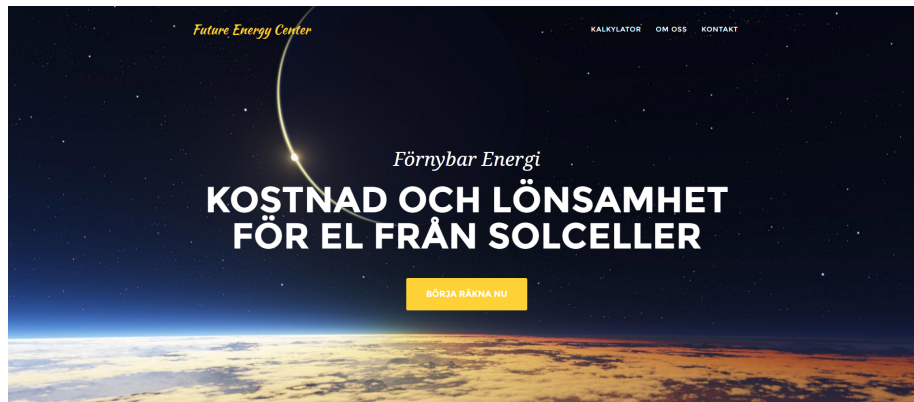 Future Energy Center
KALKYLATOR OM OSS KONTAKT
Förnybar Energi
KOSTNAD OCH LÖNSAMHET
FÖR EL FRÅN SOLCELLER
BÖRJA RÄKNA NU